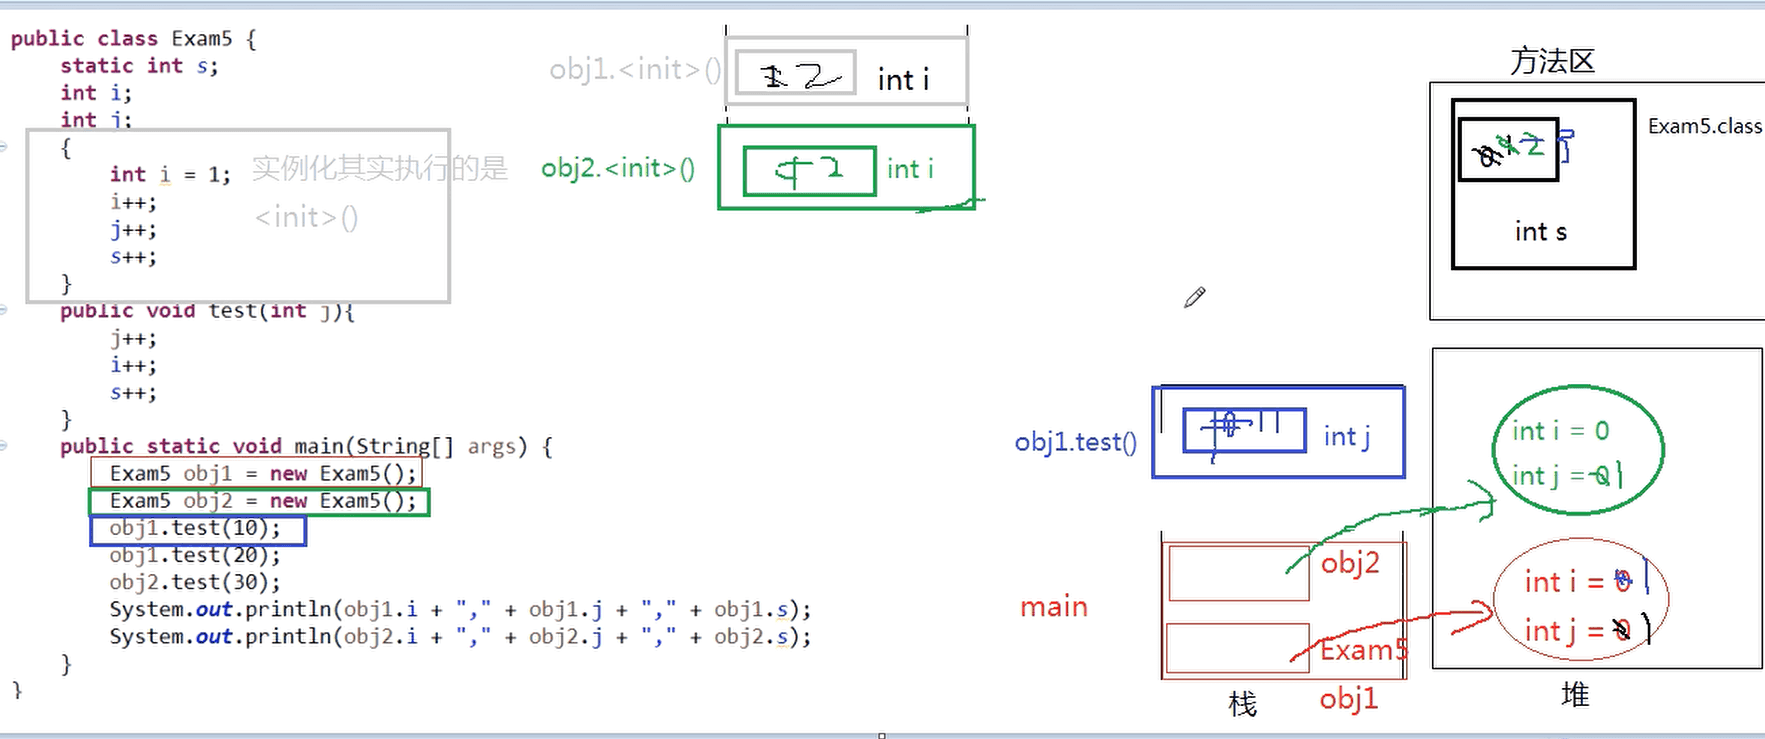 public class Exam5 {
static int s;
int i;
int j;
{
int i = 1;
i++;
j++;
s++;
}
实例化其实执行的是
<init>()
public void test(int j){
j++;
i++;
s++;
}
public static void main(String[] args) {
Exam5 obj1 = new Exam5();
Exam5 obj2 = new Exam5();
obj1.test(10);
obj1.test(20);
obj2.test(30);
System.out.println(obj1.i + "," + obj1.j + "," + obj1.s);
System.out.println(obj2.i + "," + obj2.j + "," + obj2.s);
}
}
obj1.<init>()
1 2 int i
obj2.<init>()
2 int i
方法区
Exam5.class
0 1 2
int s
obj1.test()
10 11 int j
main
obj2
Exam5
obj1
栈
int i = 0
int j = 0 1
int i = 0 1
int j = 0 1
堆